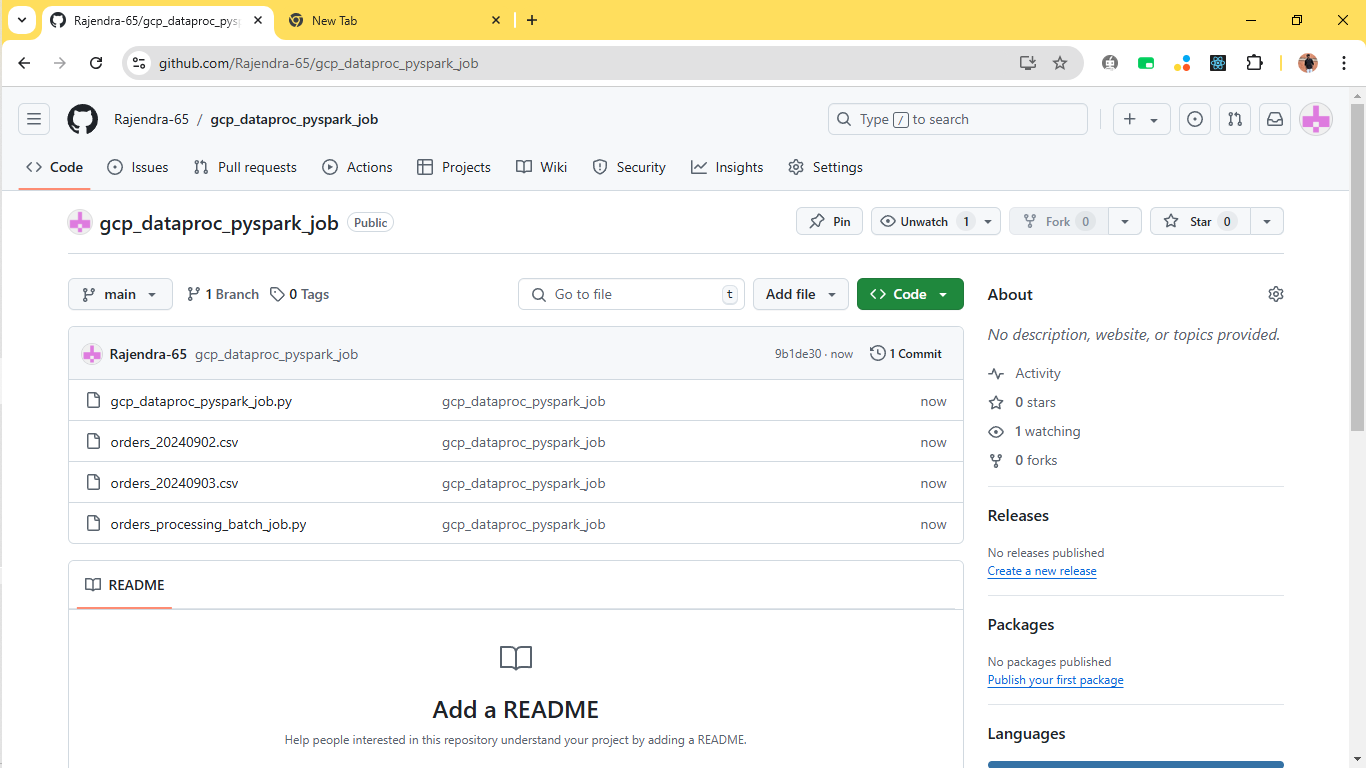 Rajendra-65/gcp_dataproc_pys
New Tab
github.com/Rajendra-65/gcp_dataproc_pyspark_job
Rajendra-65 / gcp_dataproc_pyspark_job
Type / to search
Code Issues Pull requests Actions Projects Wiki Security Insights Settings
gcp_dataproc_pyspark_job Public
Pin Unwatch 1 Fork 0 Star 0
main 1 Branch 0 Tags Go to file t Add file Code
Rajendra-65 gcp_dataproc_pyspark_job 9b1de30 · now 1 Commit
gcp_dataproc_pyspark_job.py gcp_dataproc_pyspark_job now
orders_20240902.csv gcp_dataproc_pyspark_job now
orders_20240903.csv gcp_dataproc_pyspark_job now
orders_processing_batch_job.py gcp_dataproc_pyspark_job now
README
Add a README
Help people interested in this repository understand your project by adding a README.
About
No description, website, or topics provided.
Activity
0 stars
1 watching
0 forks
Releases
No releases published
Create a new release
Packages
No packages published
Publish your first package
Languages